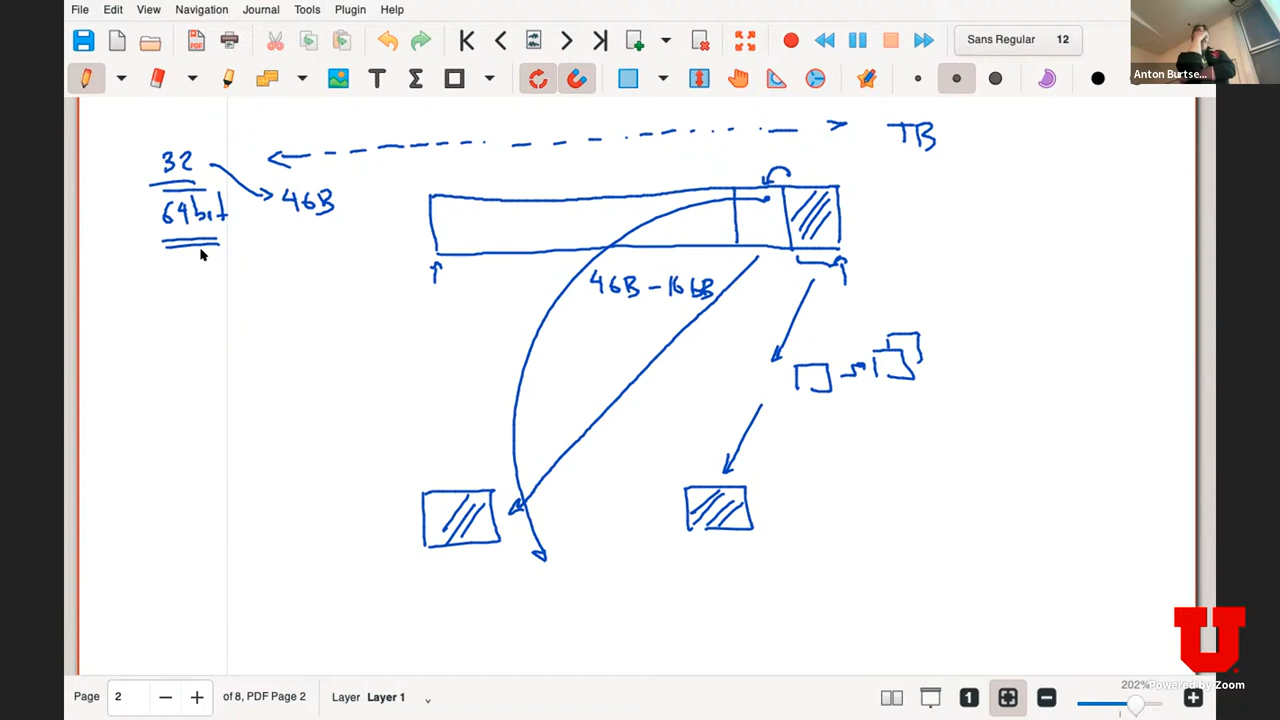 File Edit View Navigation Journal Tools Plugin Help
Sans Regular 12
Anton Burtse...
TB
32
64bit
4GB
4GB - 16GB
U
Powered by Zoom
Page 2 of 8, PDF Page 2 Layer Layer 1
1
202%